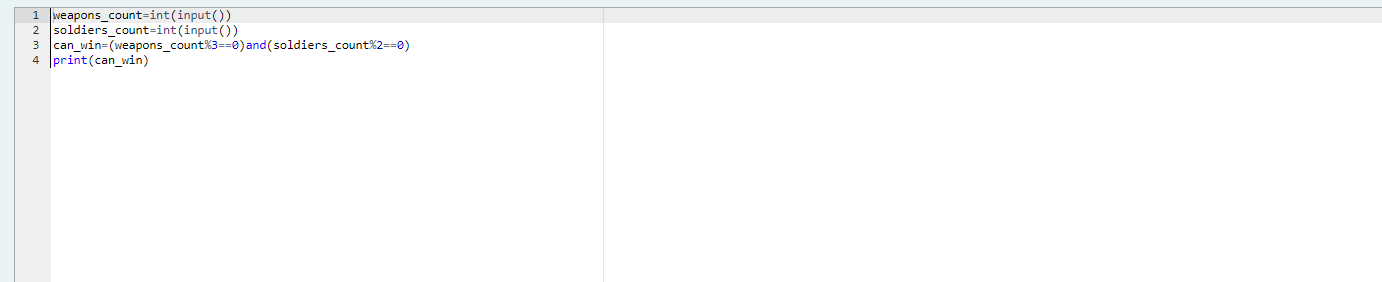 1 weapons_count=int(input())
2 soldiers_count=int(input())
3 can_win=(weapons_count%3==0)and(soldiers_count%2==0)
4 print(can_win)